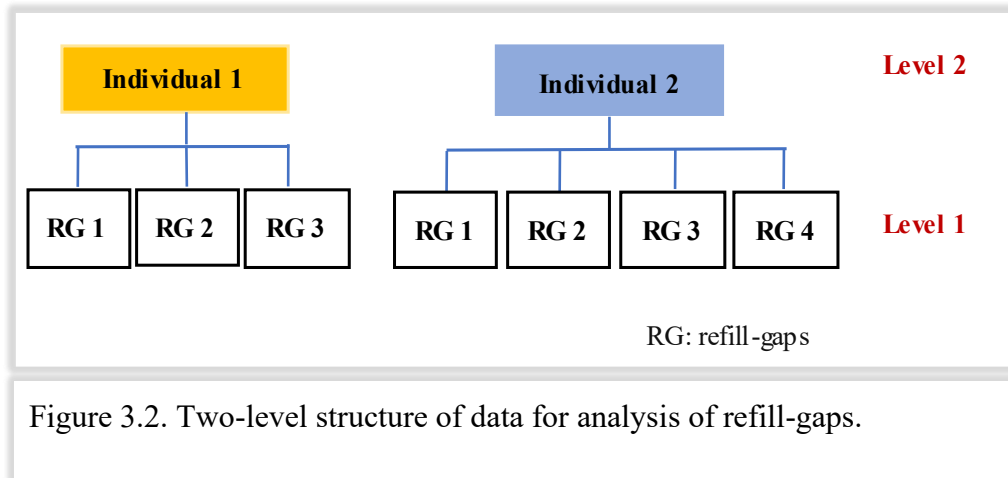 Individual 1
Individual 2
Level 2
RG 1
RG 2
RG 3
RG 1
RG 2
RG 3
RG 4
Level 1
RG: refill-gaps
Figure 3.2. Two-level structure of data for analysis of refill-gaps.